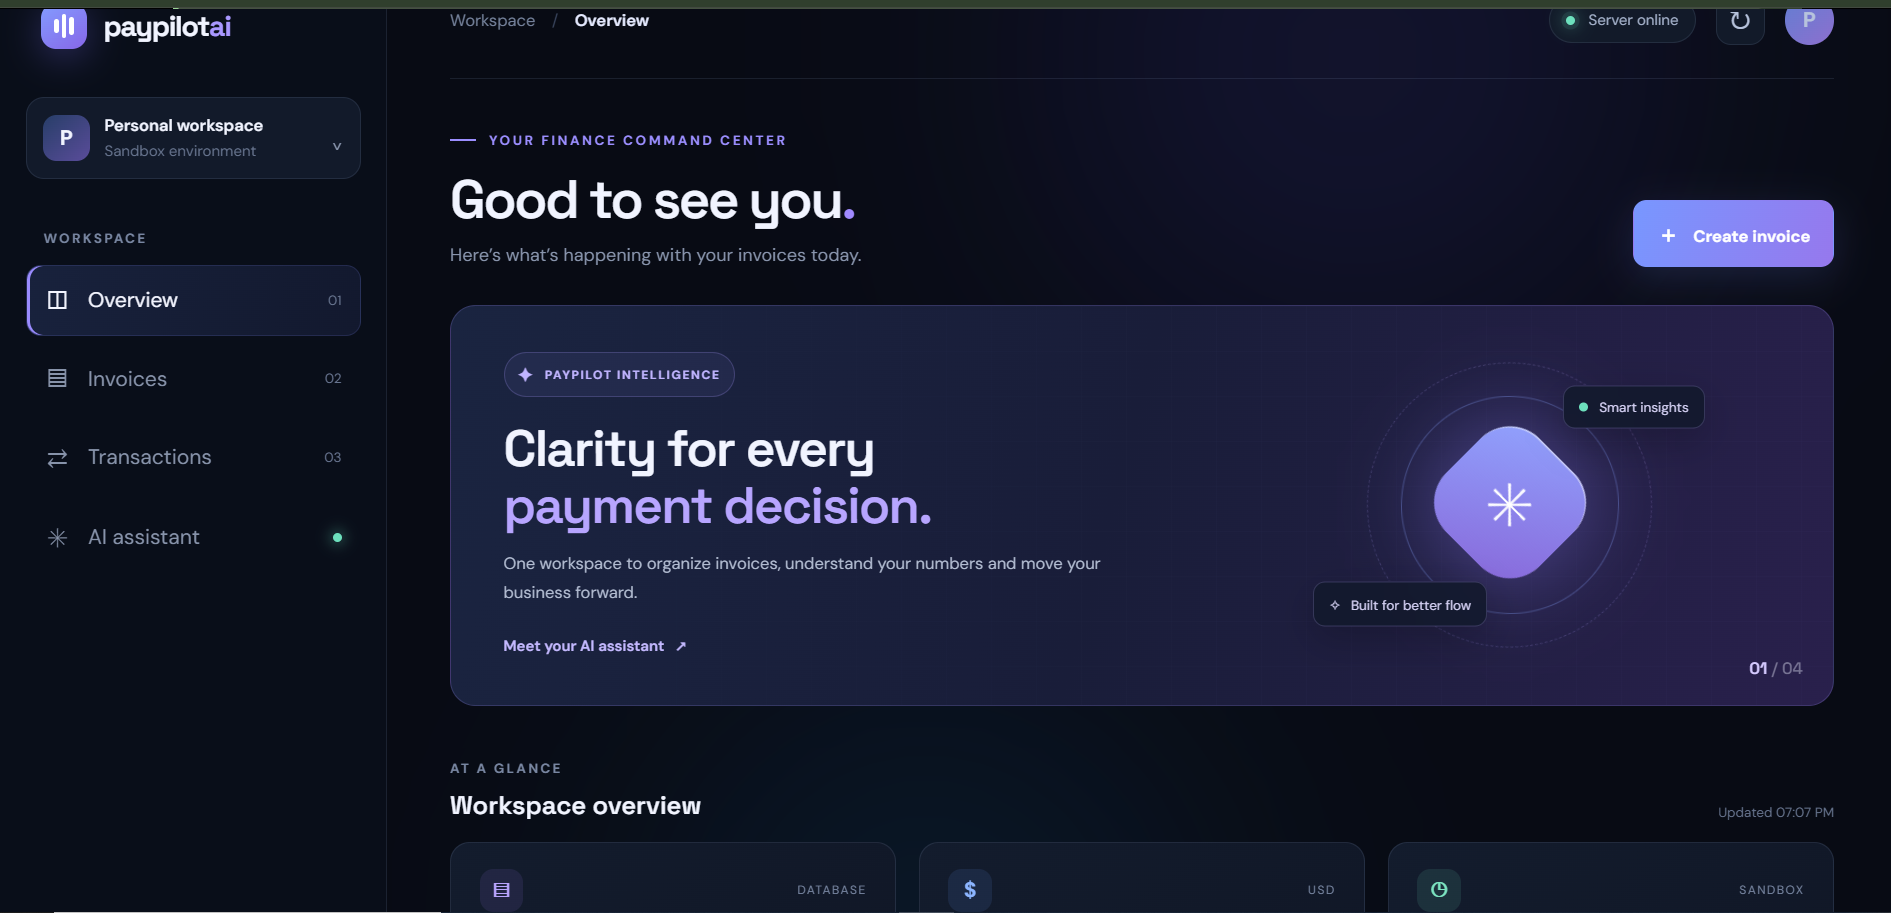 paypilotai
Workspace / Overview
Server online
P
P
Personal workspace
Sandbox environment
WORKSPACE
Overview 01
Invoices 02
Transactions 03
AI assistant
YOUR FINANCE COMMAND CENTER
Good to see you.
Here’s what’s happening with your invoices today.
+ Create invoice
PAYPILOT INTELLIGENCE
Clarity for every
payment decision.
One workspace to organize invoices, understand your numbers and move your
business forward.
Meet your AI assistant ↗
Smart insights
Built for better flow
01 / 04
AT A GLANCE
Workspace overview
Updated 07:07 PM
DATABASE
$ USD
SANDBOX